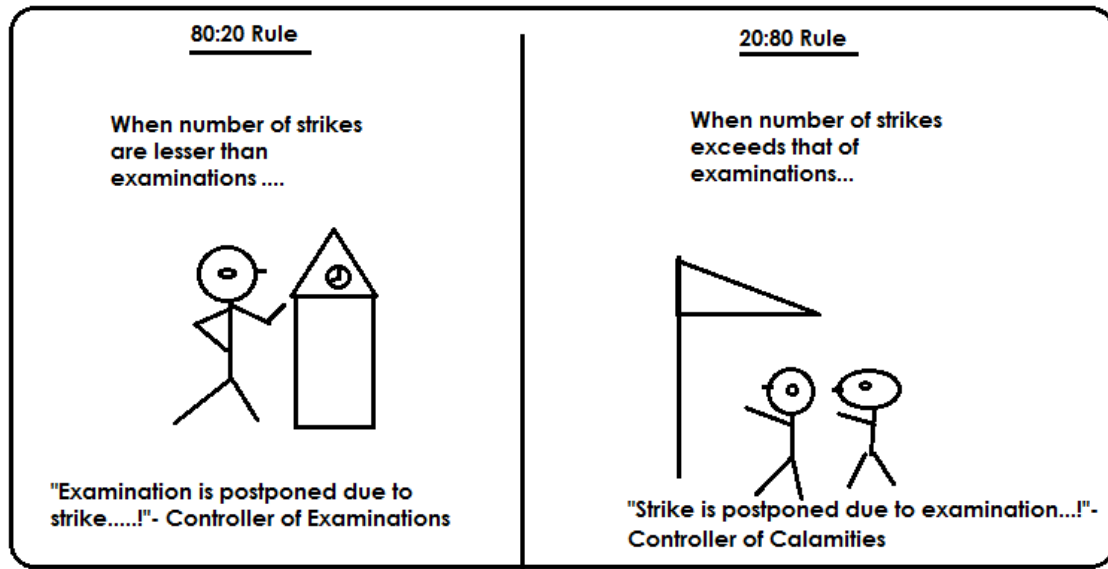 80:20 Rule
When number of strikes
are lesser than
examinations ....
"Examination is postponed due to
strike.....!"- Controller of Examinations
20:80 Rule
When number of strikes
exceeds that of
examinations...
"Strike is postponed due to examination...!"-
Controller of Calamities